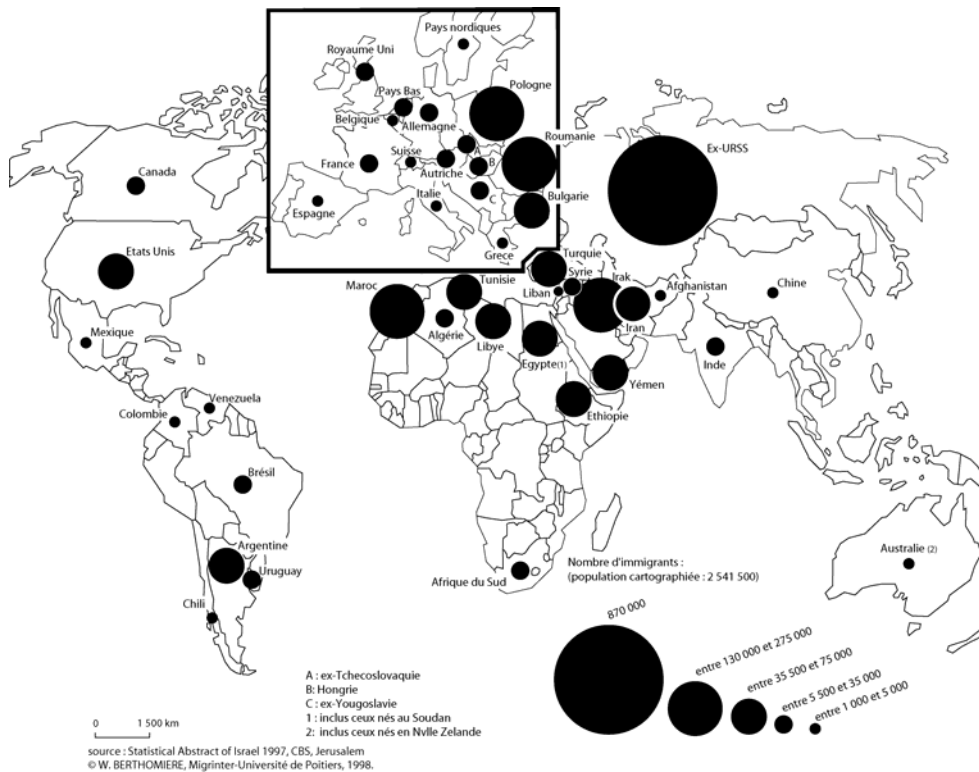 Pays nordiques
Royaume Uni
Pays Bas
Pologne
Belgique
Allemagne
Roumanie
Ex-URSS
A
B
Suisse
France
Autriche
Canada
Italie
Bulgarie
Espagne
Grece
Etats Unis
Turquie
Tunisie
Syrie
Irak
Maroc
Liban
Afghanistan
Chine
Algérie
Iran
Mexique
Libye
Egypte(1)
Inde
Yémen
Venezuela
Colombie
Ethiopie
Brésil
Argentine
Australie (2)
Uruguay
Afrique du Sud
Chili
Nombre d'immigrants :
(population cartographiée : 2 541 500)
870 000
entre 130 000 et 275 000
entre 35 500 et 75 000
entre 5 500 et 35 000
entre 1 000 et 5 000
A : ex-Tchecoslovaquie
B: Hongrie
C : ex-Yougoslavie
1 : inclus ceux nés au Soudan
2: inclus ceux nés en Nvlle Zelande
0 1 500 km
source : Statistical Abstract of Israel 1997, CBS, Jerusalem
© W. BERTHOMIERE, Migrinter-Université de Poitiers, 1998.